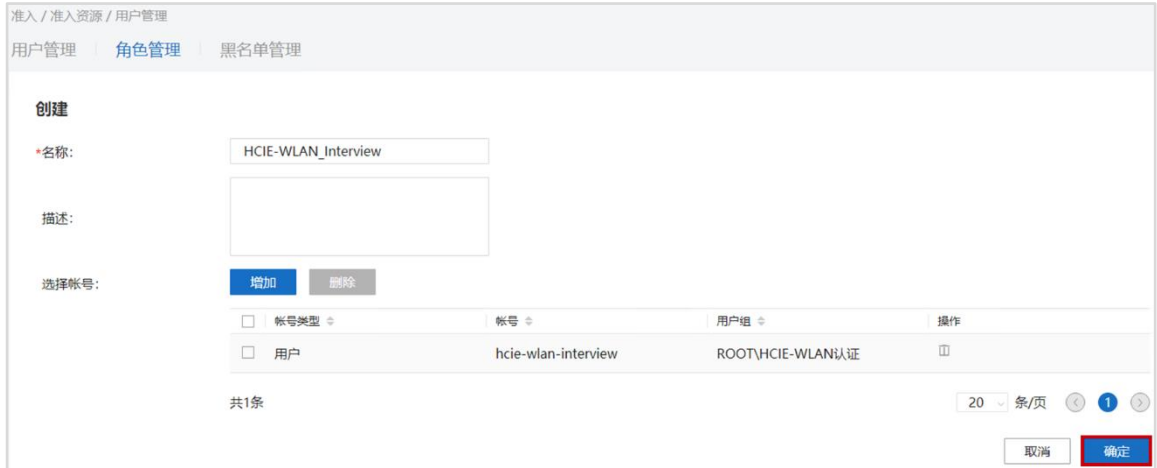 准入 / 准入资源 / 用户管理
用户管理 角色管理 黑名单管理
创建
*名称: HCIE-WLAN_Interview
描述:
选择帐号: 增加 删除
帐号类型 帐号 用户组 操作
用户 hcie-wlan-interview ROOT\HCIE-WLAN认证
共1条 20 条/页 1
取消 确定